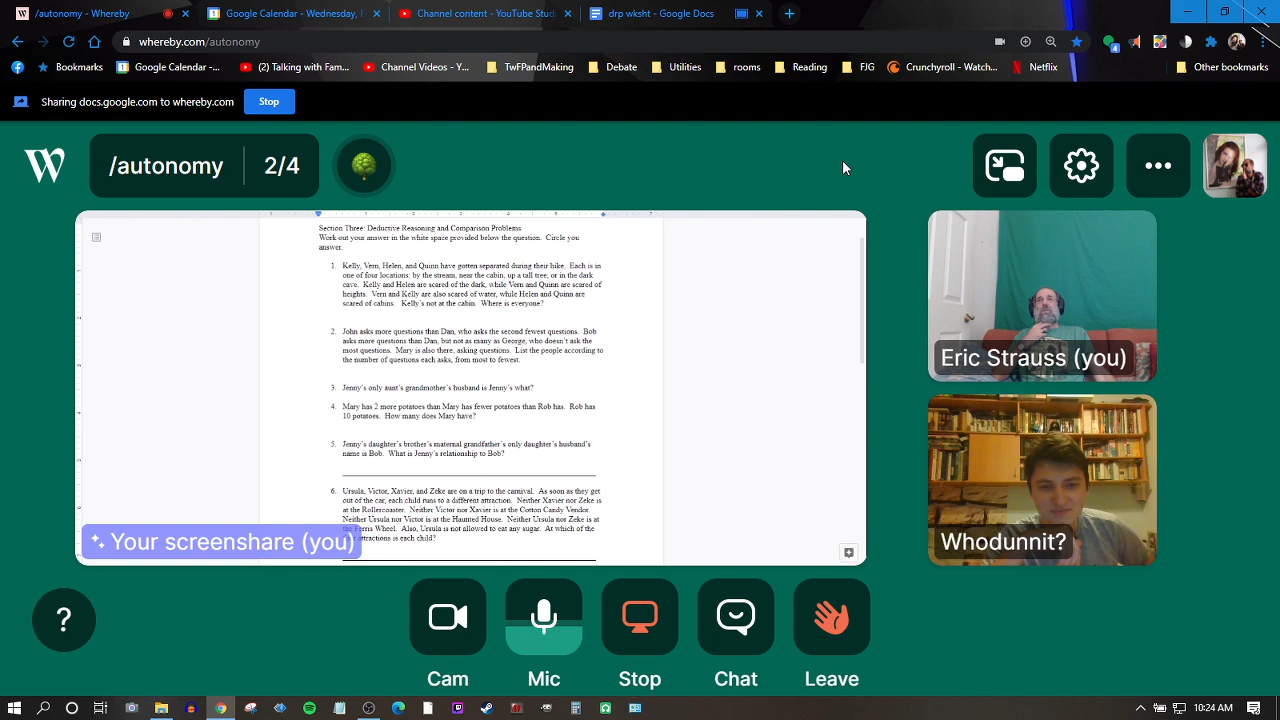 /autonomy - Whereby
Google Calendar - Wednesday, F
Channel content - YouTube Studi
drp wksht - Google Docs
whereby.com/autonomy
4
Bookmarks
Google Calendar -...
(2) Talking with Fam...
Channel Videos - Y...
TwFPandMaking
Debate
Utilities
rooms
Reading
FJG
Crunchyroll - Watch...
Netflix
Other bookmarks
Sharing docs.google.com to whereby.com
Stop
/autonomy
2/4
Section Three: Deductive Reasoning and Comparison Problems
Work out your answer in the white space provided below the question. Circle you
answer.
1. Kelly, Vern, Helen, and Quinn have gotten separated during their hike. Each is in
one of four locations: by the stream, near the cabin, up a tall tree, or in the dark
cave. Kelly and Helen are scared of the dark, while Vern and Quinn are scared of
heights. Vern and Kelly are also scared of water, while Helen and Quinn are
scared of cabins. Kelly's not at the cabin. Where is everyone?
2. John asks more questions than Dan, who asks the second fewest questions. Bob
asks more questions than Dan, but not as many as George, who doesn't ask the
most questions. Mary is also there, asking questions. List the people according to
the number of questions each asks, from most to fewest.
3. Jenny's only aunt's grandmother's husband is Jenny's what?
4. Mary has 2 more potatoes than Mary has fewer potatoes than Rob has. Rob has
10 potatoes. How many does Mary have?
5. Jenny's daughter's brother's maternal grandfather's only daughter's husband's
name is Bob. What is Jenny's relationship to Bob?
6. Ursula, Victor, Xavier, and Zeke are on a trip to the carnival. As soon as they get
out of the car, each child runs to a different attraction. Neither Xavier nor Zeke is
at the Rollercoaster. Neither Victor nor Xavier is at the Cotton Candy Vendor.
Neither Ursula nor Victor is at the Haunted House. Neither Ursula nor Zeke is at
Ferris Wheel. Also, Ursula is not allowed to eat any sugar. At which of the
attractions is each child?
Your screenshare (you)
Eric Strauss (you)
Whodunnit?
?
Cam
Mic
Stop
Chat
Leave
10:24 AM